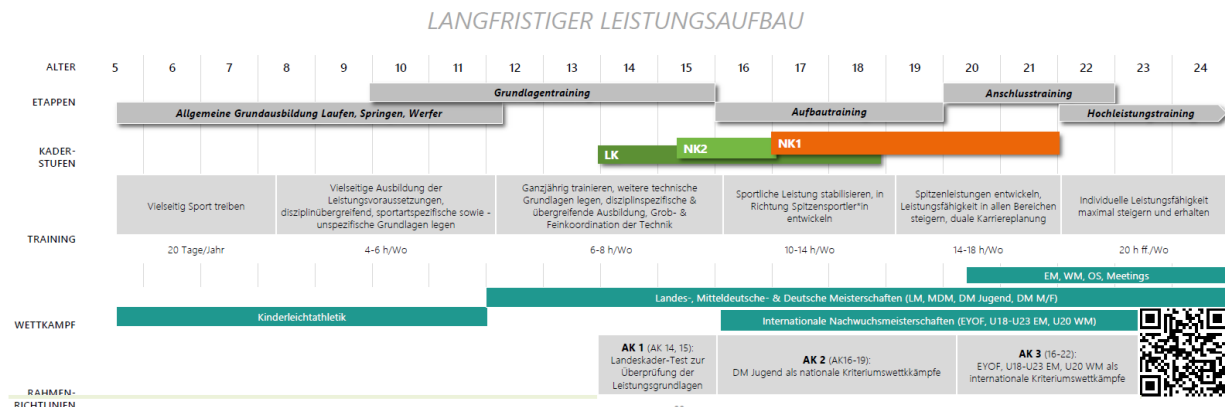 LANGFRISTIGER LEISTUNGSAUFBAU
ALTER 5 6 7 8 9 10 11 12 13 14 15 16 17 18 19 20 21 22 23 24
ETAPPEN
Grundlagentraining
Anschlusstraining
Allgemeine Grundausbildung Laufen, Springen, Werfer
Aufbautraining
Hochleistungstraining
KADER-
STUFEN
LK
NK2
NK1
TRAINING
Vielseitig Sport treiben
Vielseitige Ausbildung der
Leistungsvoraussetzungen,
disziplinübergreifend, sportartspezifische sowie -
unspezifische Grundlagen legen
Ganzjährig trainieren, weitere technische
Grundlagen legen, disziplinspezifische &
übergreifende Ausbildung, Grob- &
Feinkoordination der Technik
Sportliche Leistung stabilisieren, in
Richtung Spitzensportler*in
entwickeln
Spitzenleistungen entwickeln,
Leistungsfähigkeit in allen Bereichen
steigern, duale Karriereplanung
Individuelle Leistungsfähigkeit
maximal steigern und erhalten
20 Tage/Jahr
4-6 h/Wo
6-8 h/Wo
10-14 h/Wo
14-18 h/Wo
20 h ff./Wo
WETTKAMPF
EM, WM, OS, Meetings
Landes-, Mitteldeutsche- & Deutsche Meisterschaften (LM, MDM, DM Jugend, DM M/F)
Kinderleichtathletik
Internationale Nachwuchsmeisterschaften (EYOF, U18-U23 EM, U20 WM)
RAHMEN-
RICHTLINIEN
AK 1 (AK 14, 15):
Landeskader-Test zur
Überprüfung der
Leistungsgrundlagen
AK 2 (AK16-19):
DM Jugend als nationale Kriteriumswettkkämpfe
AK 3 (16-22):
EYOF, U18-U23 EM, U20 WM als
internationale Kriteriumwettkämpfe